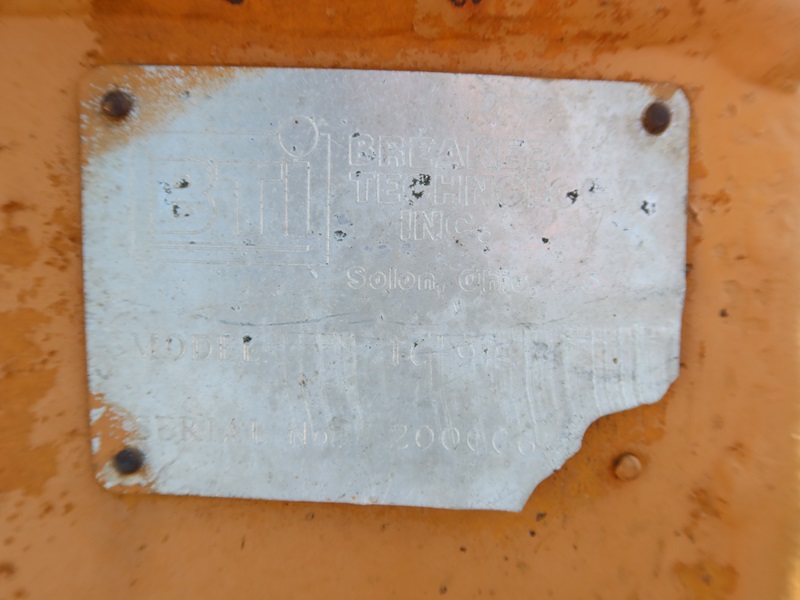 BTI
BREAKER
TECHNOLOGY
INC.
Solon, Ohio
MODEL
SERIAL No.